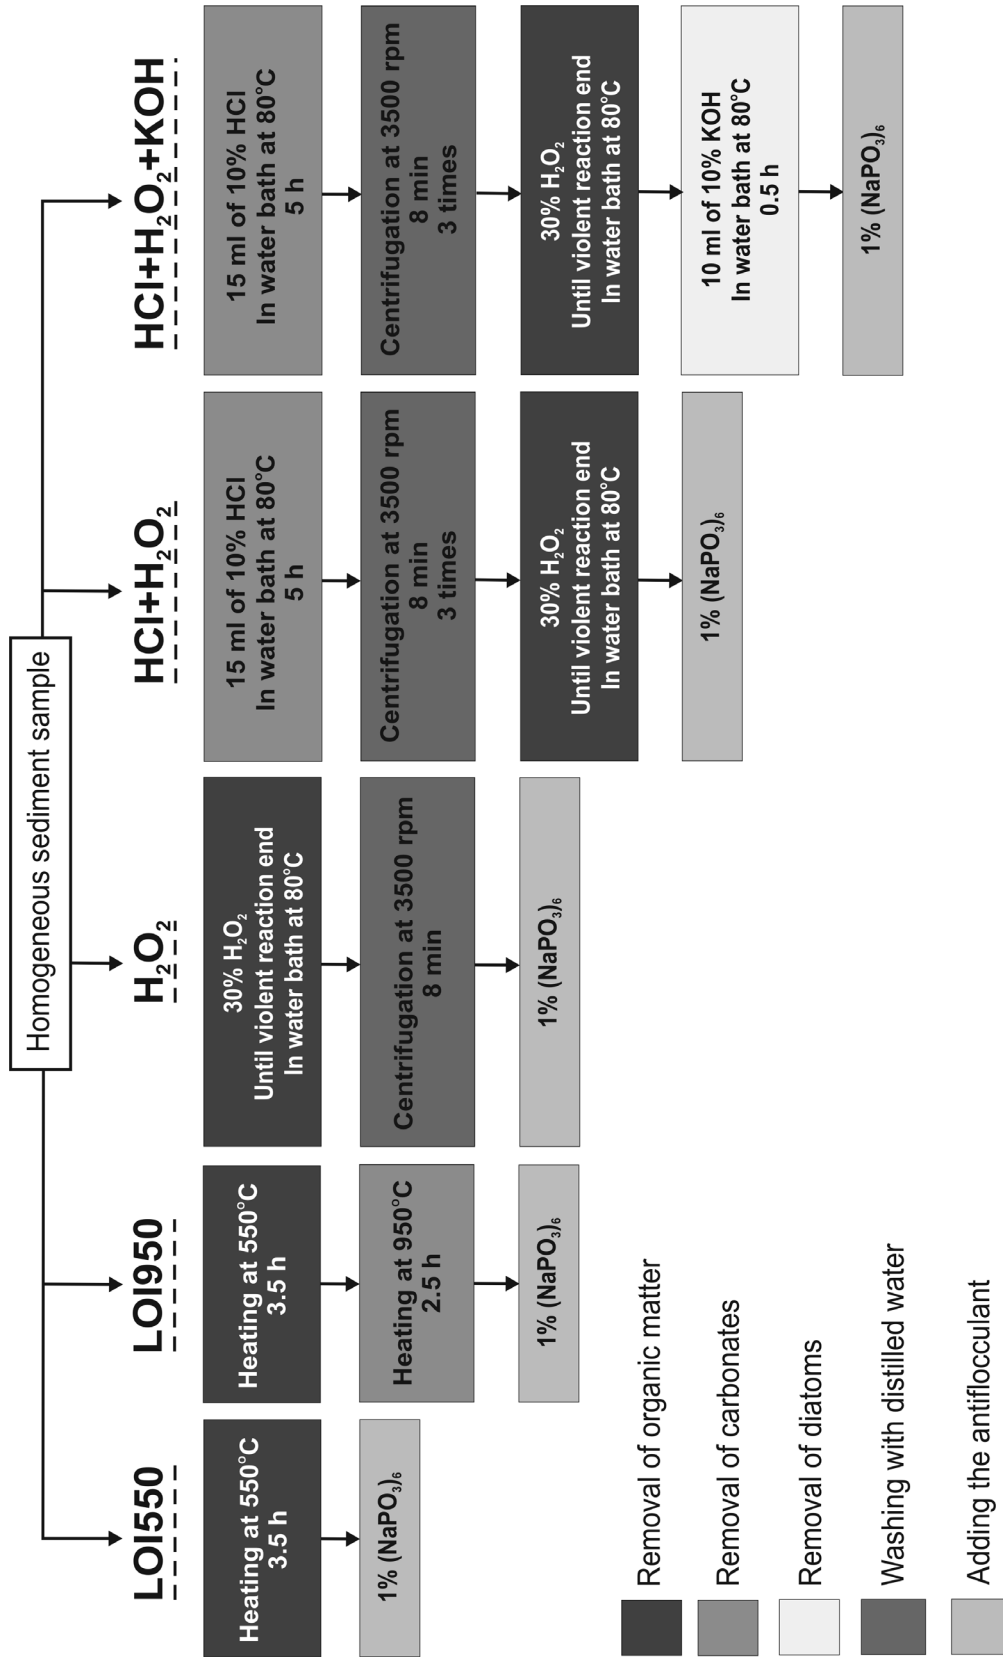 Homogeneous sediment sample
LOI550
Heating at 550°C
3.5 h
1% (NaPO₃)₆
LOI950
Heating at 550°C
3.5 h
Heating at 950°C
2.5 h
1% (NaPO₃)₆
H₂O₂
30% H₂O₂
Until violent reaction end
In water bath at 80°C
Centrifugation at 3500 rpm
8 min
1% (NaPO₃)₆
HCl+H₂O₂
15 ml of 10% HCl
In water bath at 80°C
5 h
Centrifugation at 3500 rpm
8 min
3 times
30% H₂O₂
Until violent reaction end
In water bath at 80°C
1% (NaPO₃)₆
HCl+H₂O₂+KOH
15 ml of 10% HCl
In water bath at 80°C
5 h
Centrifugation at 3500 rpm
8 min
3 times
30% H₂O₂
Until violent reaction end
In water bath at 80°C
10 ml of 10% KOH
In water bath at 80°C
0.5 h
1% (NaPO₃)₆
Removal of organic matter
Removal of carbonates
Removal of diatoms
Washing with distilled water
Adding the antiflocculant